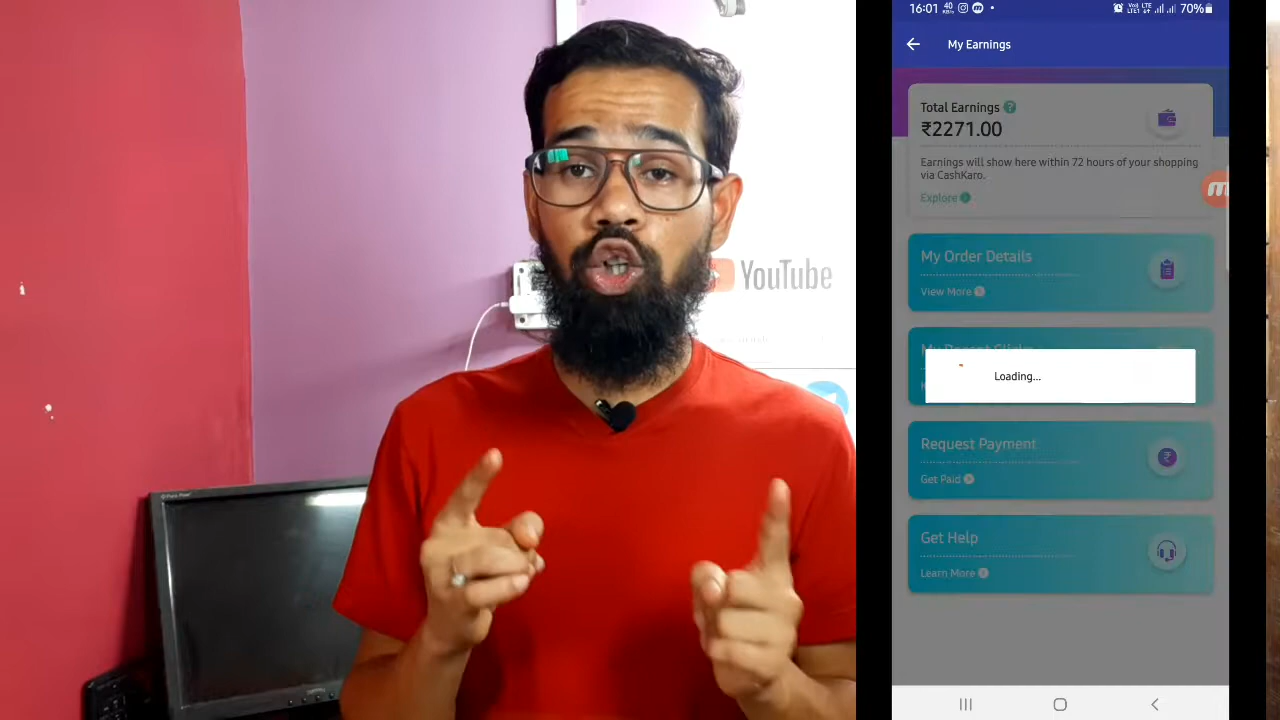 YouTube
16:01
70%
My Earnings
Total Earnings
₹2271.00
Earnings will show here within 72 hours of your shopping
via CashKaro.
Explore
My Order Details
View More
Loading...
Request Payment
Get Paid
Get Help
Learn More